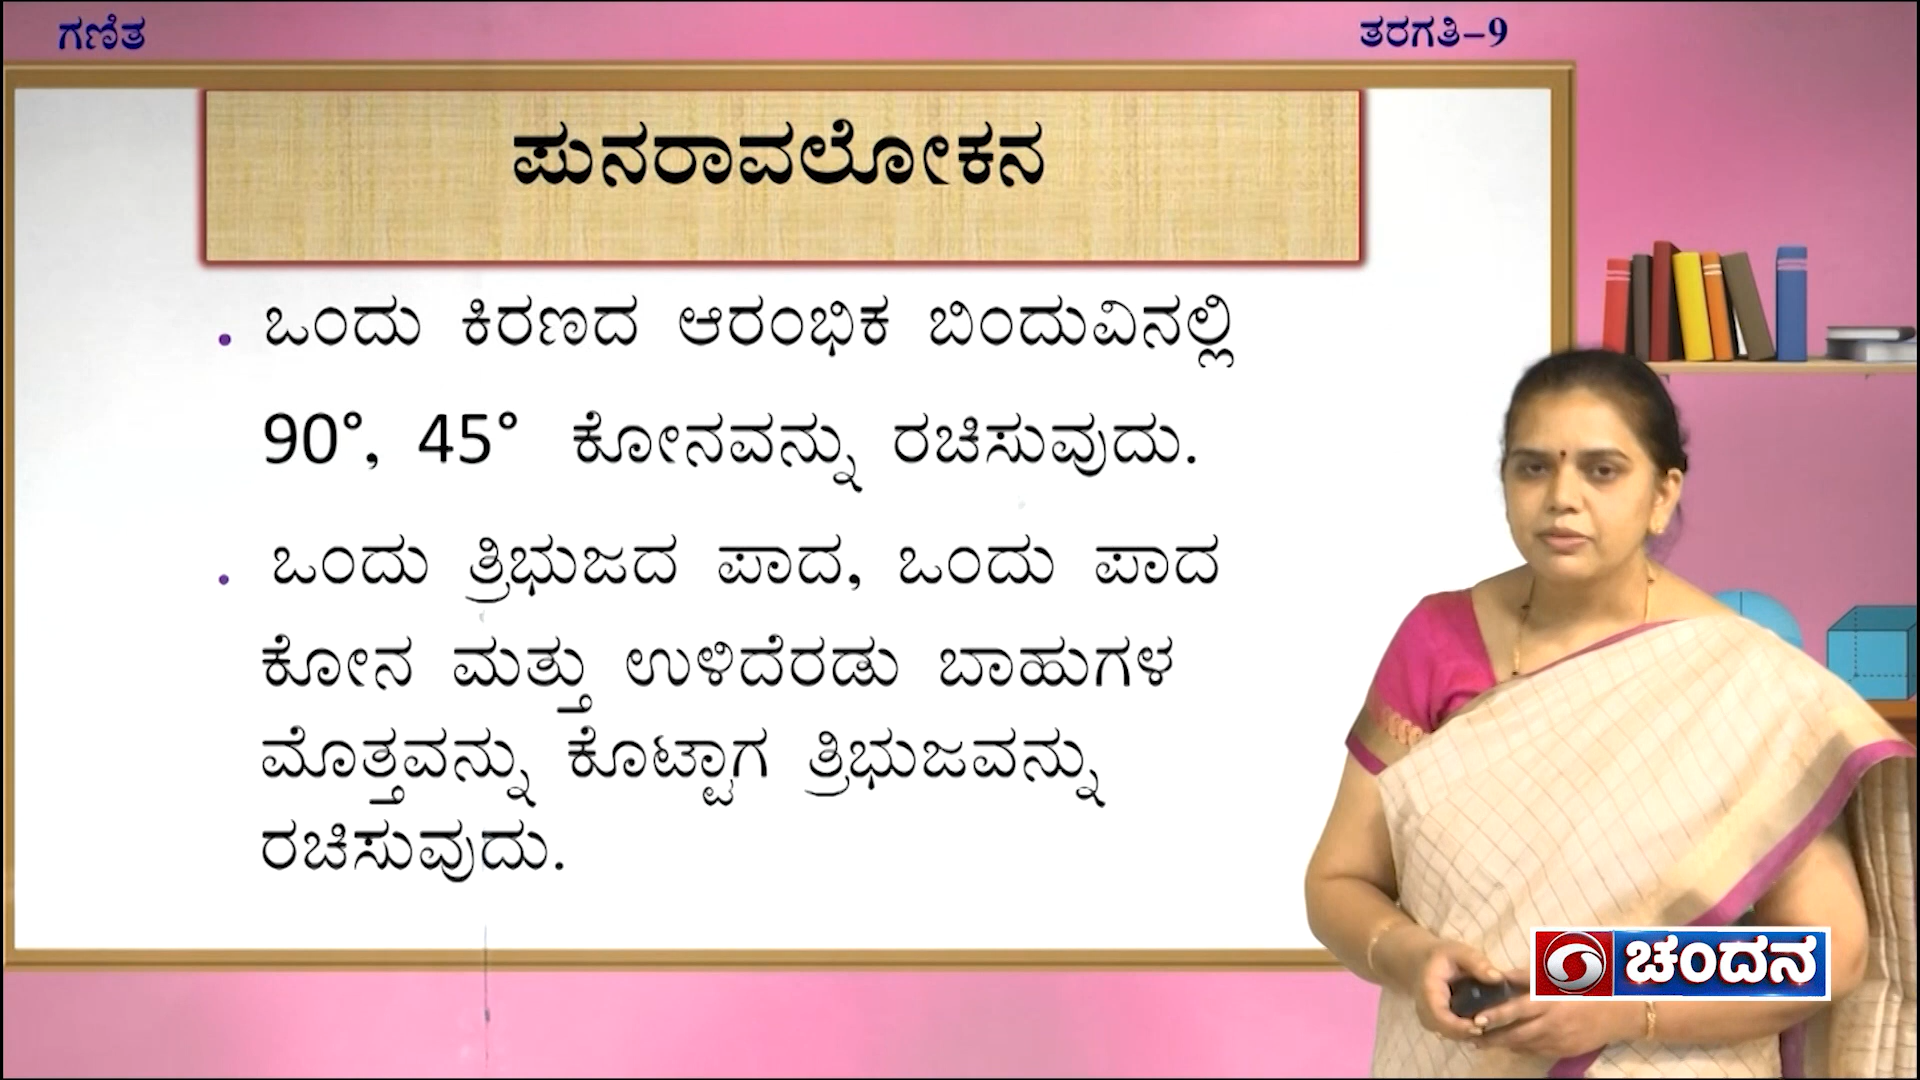 ಗಣಿತ
ತರಗತಿ-9
ಪುನರಾವಲೋಕನ
. ಒಂದು ಕಿರಣದ ಆರಂಭಿಕ ಬಿಂದುವಿನಲ್ಲಿ
90°, 45° ಕೋನವನ್ನು ರಚಿಸುವುದು.
. ಒಂದು ತ್ರಿಭುಜದ ಪಾದ, ಒಂದು ಪಾದ
ಕೋನ ಮತ್ತು ಉಳಿದೆರಡು ಬಾಹುಗಳ
ಮೊತ್ತವನ್ನು ಕೊಟ್ಟಾಗ ತ್ರಿಭುಜವನ್ನು
ರಚಿಸುವುದು.
ಚಂದನ